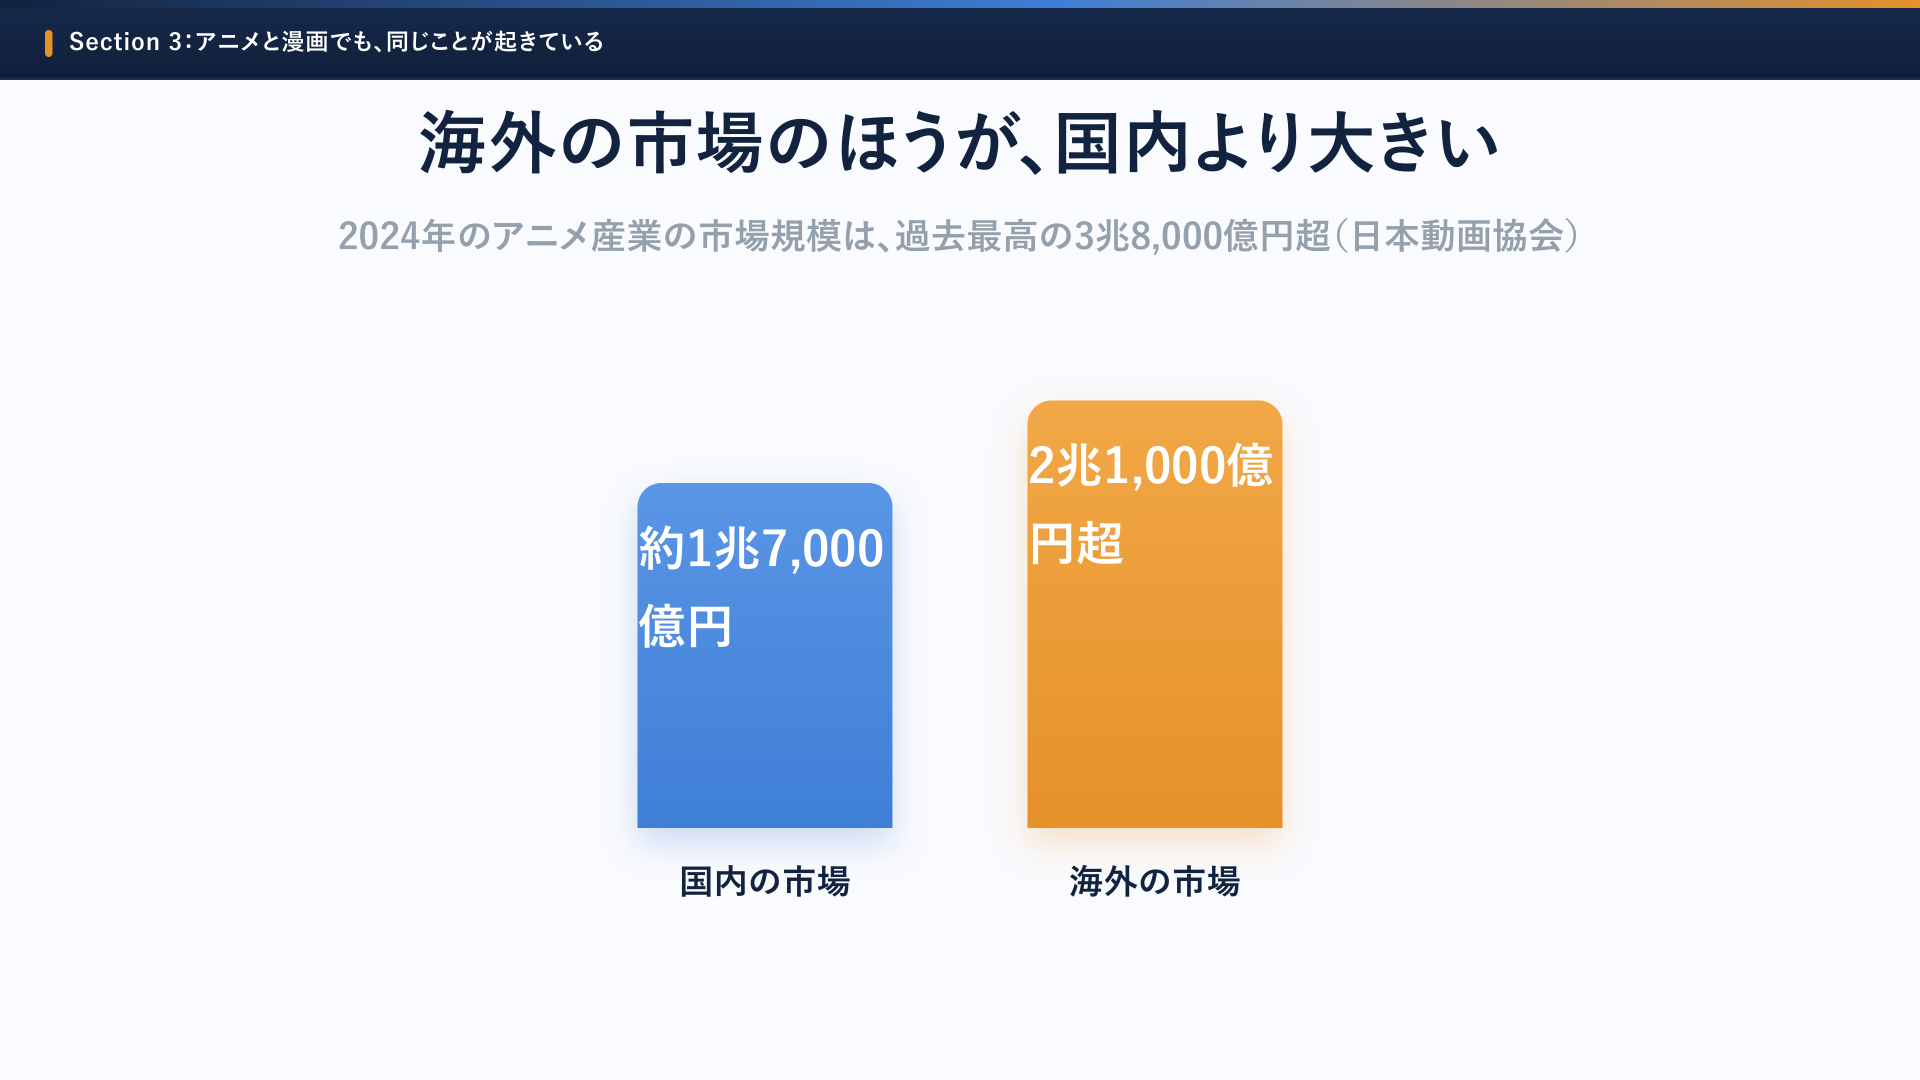 Section 3：アニメと漫画でも、同じことが起きている
海外の市場のほうが、国内より大きい
2024年のアニメ産業の市場規模は、過去最高の3兆8,000億円超（日本動画協会）
約1兆7,000
億円
2兆1,000億
円超
国内の市場
海外の市場